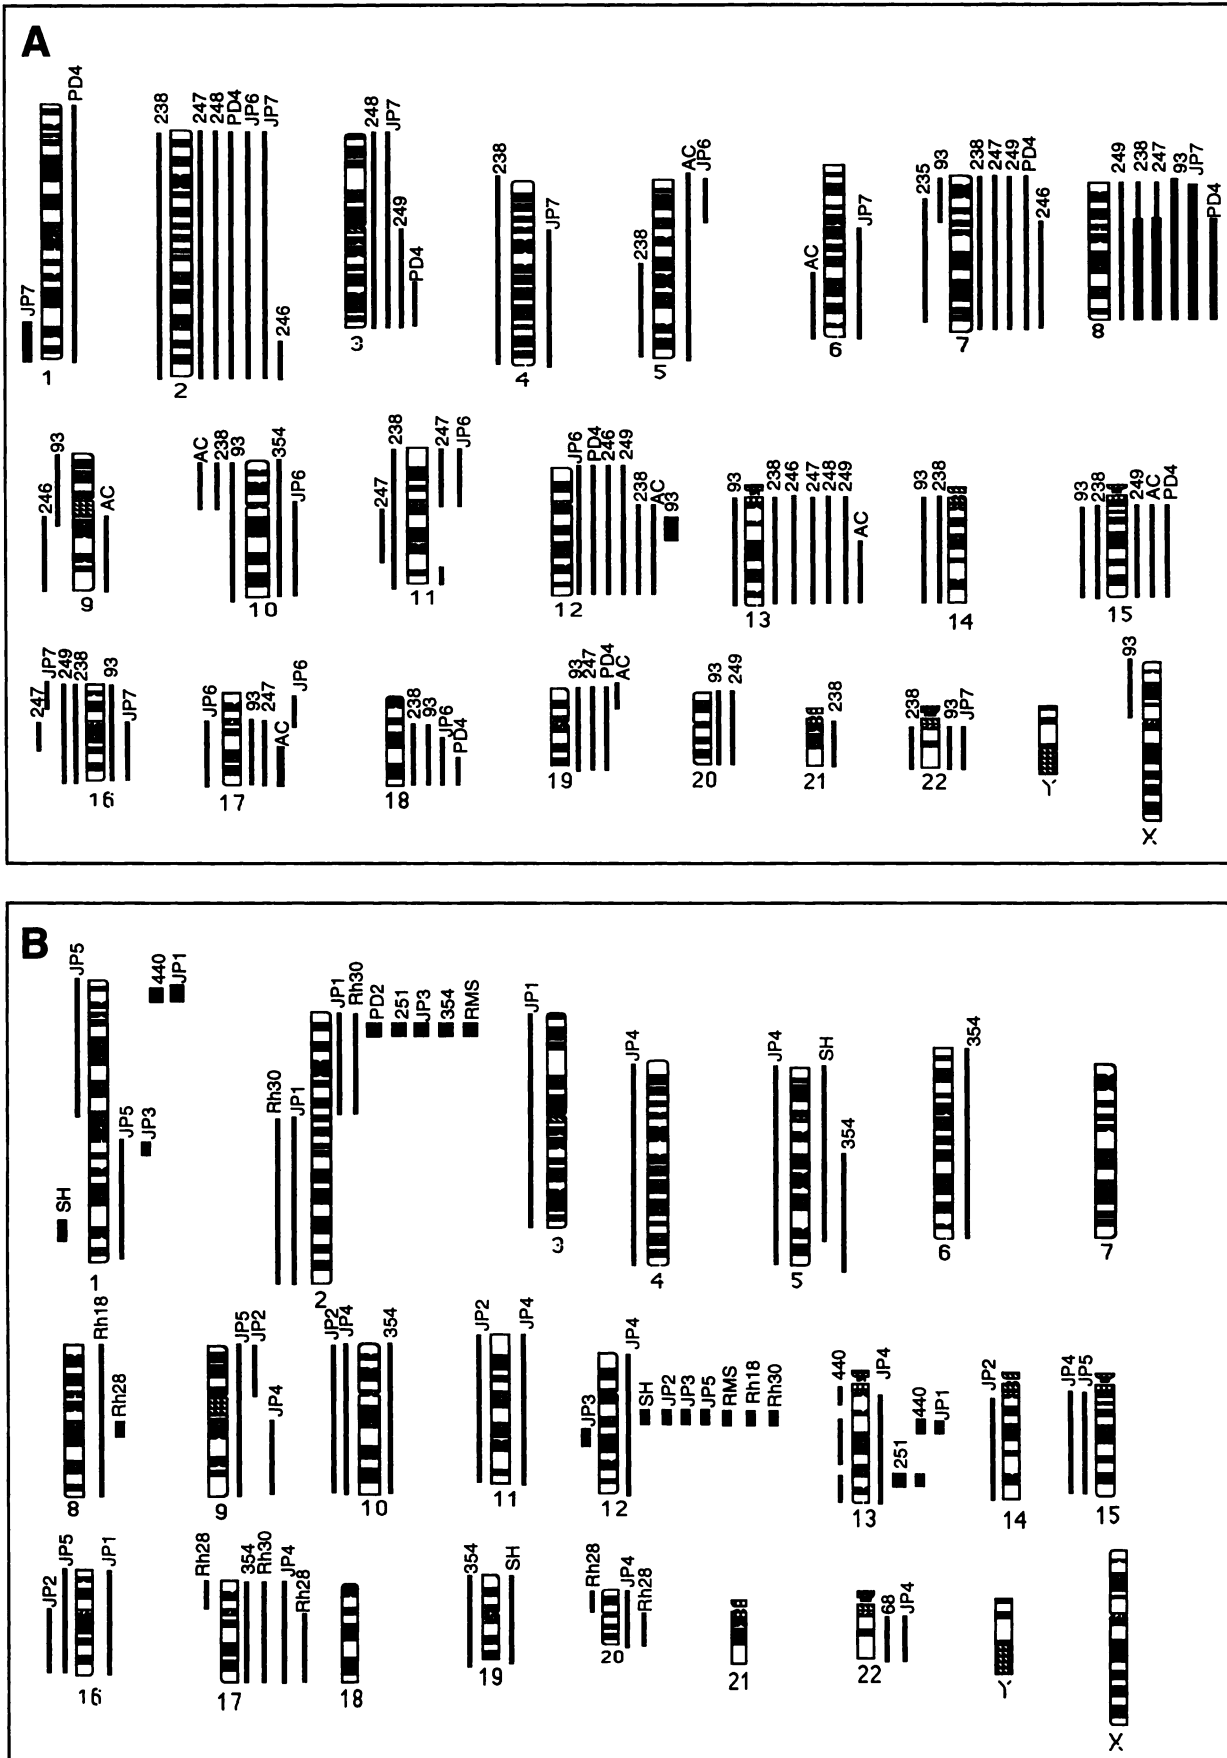 A
PD4
JP7
1
238
247
248
PD4
JP6
JP7
246
2
248
JP7
249
PD4
3
238
JP7
4
238
AC
JP6
5
AC
JP7
6
235
93
238
247
249
PD4
246
7
249
238
247
93
JP7
PD4
8
246
93
AC
9
AC
238
93
354
JP6
10
247
238
247
JP6
11
JP6
PD4
246
249
238
AC
93
12
93
238
246
247
248
249
AC
13
93
238
14
93
238
249
AC
PD4
15
247
JP7
249
238
93
JP7
16
JP6
93
247
AC
JP6
17
238
93
JP6
PD4
18
93
247
PD4
AC
19
93
249
20
238
21
238
93
JP7
22
Y
93
X
B
JP5
440
JP1
JP5
JP3
SH
1
Rh30
JP1
JP1
Rh30
PD2
251
JP3
354
RMS
2
JP1
3
JP4
4
JP4
SH
354
5
354
6
7
Rh18
Rh28
8
JP5
JP2
JP4
9
JP2
JP4
354
10
JP2
JP4
11
JP3
JP4
SH
JP2
JP3
JP5
RMS
Rh18
Rh30
12
440
JP4
251
440
JP1
13
JP2
14
JP4
JP5
15
JP2
JP5
JP1
16
Rh28
354
Rh30
JP4
Rh28
17
18
354
SH
19
Rh28
JP4
Rh28
20
21
68
JP4
22
Y
X